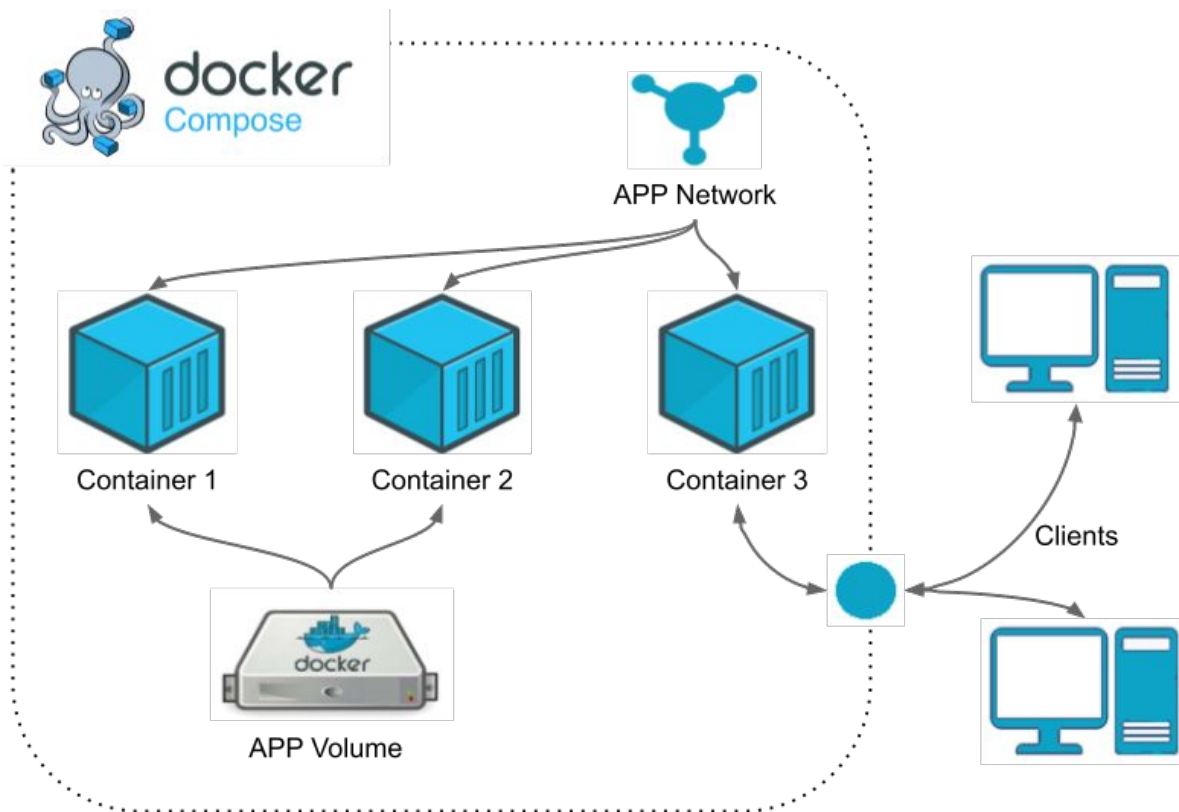 docker
Compose
APP Network
Container 1
Container 2
Container 3
Clients
docker
APP Volume